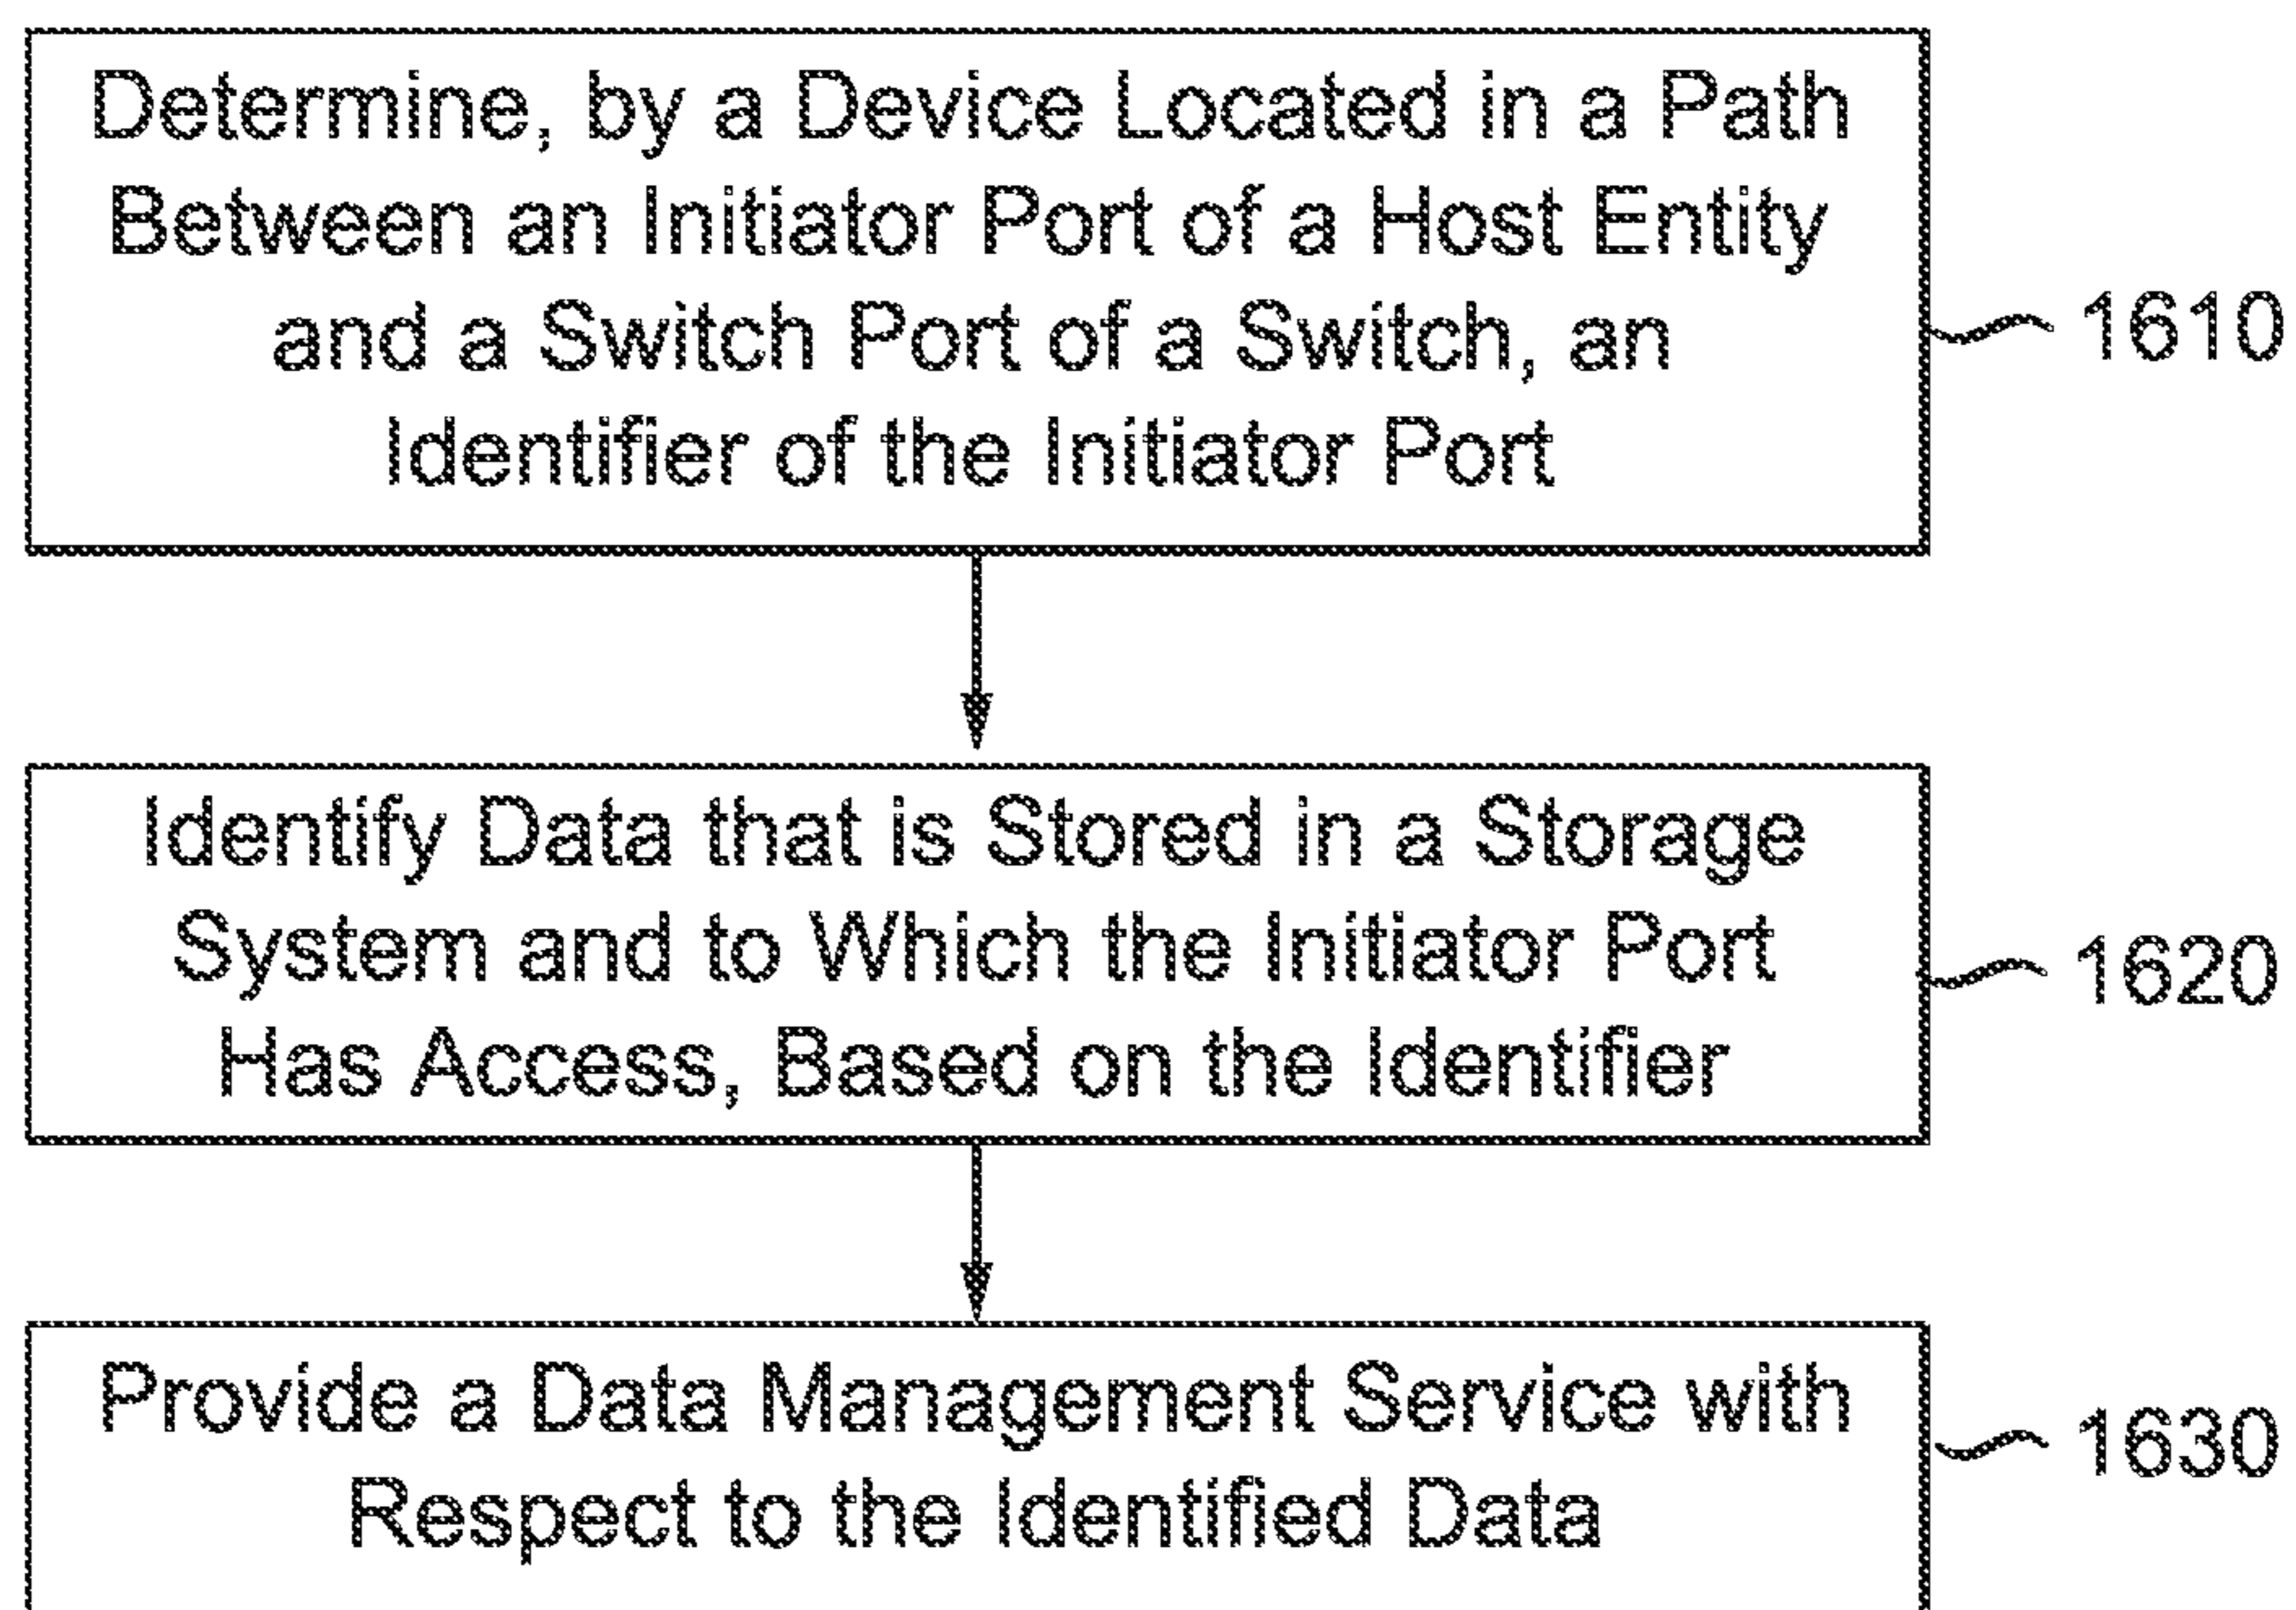 Determine, by a Device Located in a Path
Between an Initiator Port of a Host Entity
and a Switch Port of a Switch, an
Identifier of the Initiator Port
1610
Identify Data that is Stored in a Storage
System and to Which the Initiator Port
Has Access, Based on the Identifier
1620
Provide a Data Management Service with
Respect to the Identified Data
1630